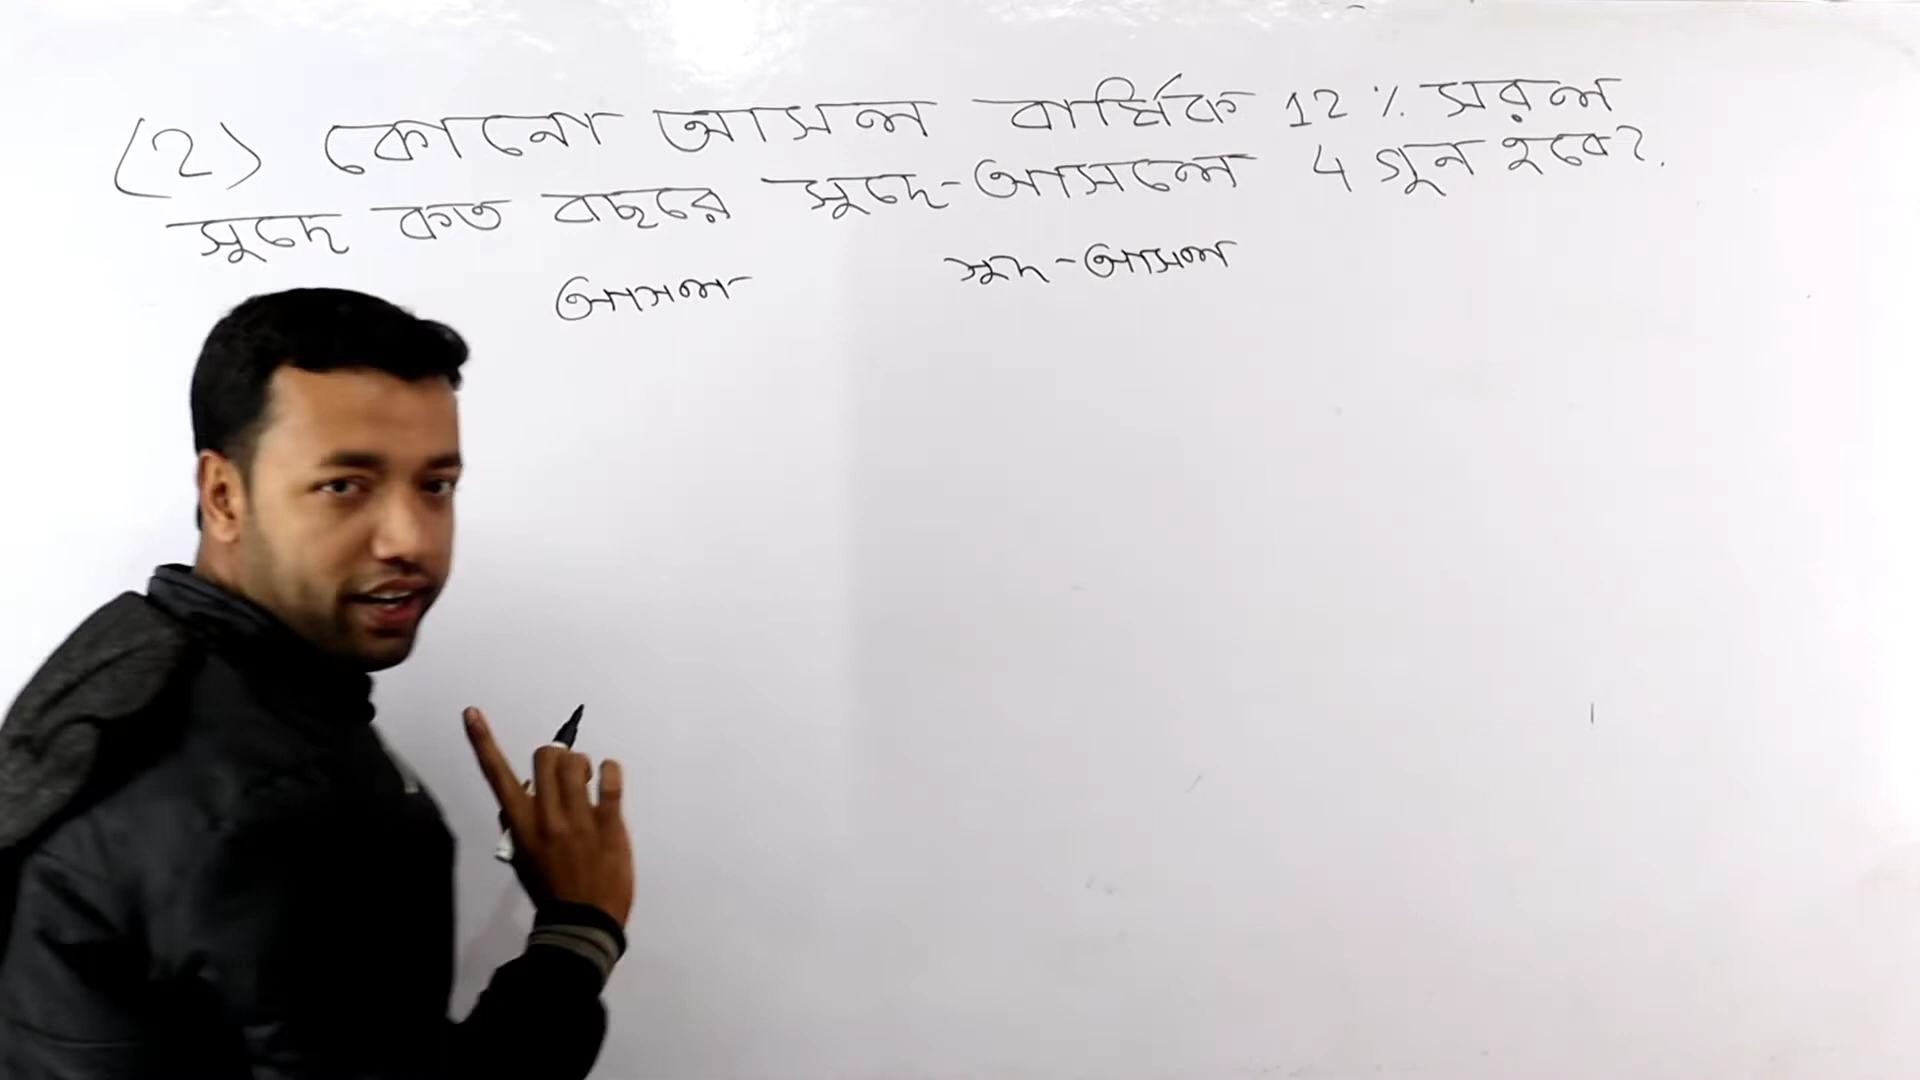 (2) কোনো আসল বার্ষিক 12% সরল
সুদে কত বছরে সুদে-আসলে 4 গুন হবে?
আসল সুদ-আসল